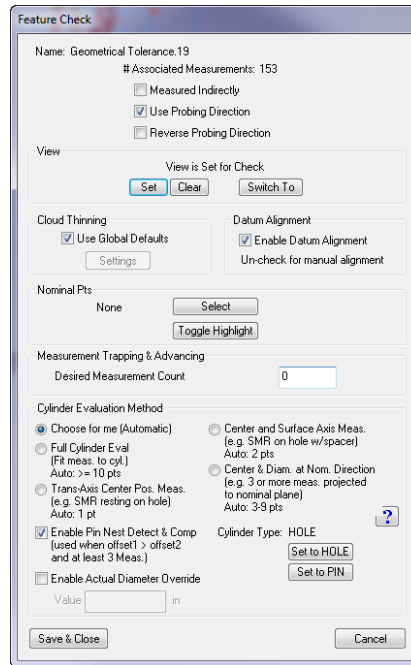 Feature Check
Name: Geometrical Tolerance.19
# Associated Measurements: 153
Measured Indirectly
Use Probing Direction
Reverse Probing Direction
View
View is Set for Check
Set Clear Switch To
Cloud Thinning
Use Global Defaults
Settings
Datum Alignment
Enable Datum Alignment
Un-check for manual alignment
Nominal Pts
None Select
Toggle Highlight
Measurement Trapping & Advancing
Desired Measurement Count 0
Cylinder Evaluation Method
Choose for me (Automatic)
Full Cylinder Eval
(Fit meas. to cyl.)
Auto: >= 10 pts
Trans-Axis Center Pos. Meas.
(e.g. SMR resting on hole)
Auto: 1 pt
Center and Surface Axis Meas.
(e.g. SMR on hole w/spacer)
Auto: 2 pts
Center & Diam. at Nom. Direction
(e.g. 3 or more meas. projected
to nominal plane)
Auto: 3-9 pts
?
Enable Pin Nest Detect & Comp
(used when offset1 > offset2
and at least 3 Meas.)
Cylinder Type: HOLE
Set to HOLE
Set to PIN
Enable Actual Diameter Override
Value in
Save & Close Cancel